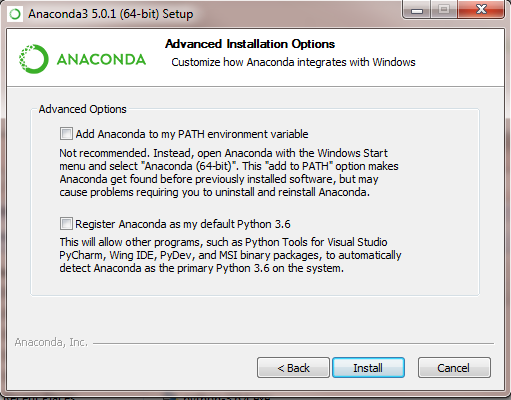 Anaconda3 5.0.1 (64-bit) Setup
ANACONDA
Advanced Installation Options
Customize how Anaconda integrates with Windows
Advanced Options
Add Anaconda to my PATH environment variable
Not recommended. Instead, open Anaconda with the Windows Start
menu and select "Anaconda (64-bit)". This "add to PATH" option makes
Anaconda get found before previously installed software, but may
cause problems requiring you to uninstall and reinstall Anaconda.
Register Anaconda as my default Python 3.6
This will allow other programs, such as Python Tools for Visual Studio
PyCharm, Wing IDE, PyDev, and MSI binary packages, to automatically
detect Anaconda as the primary Python 3.6 on the system.
Anaconda, Inc.
< Back
Install
Cancel